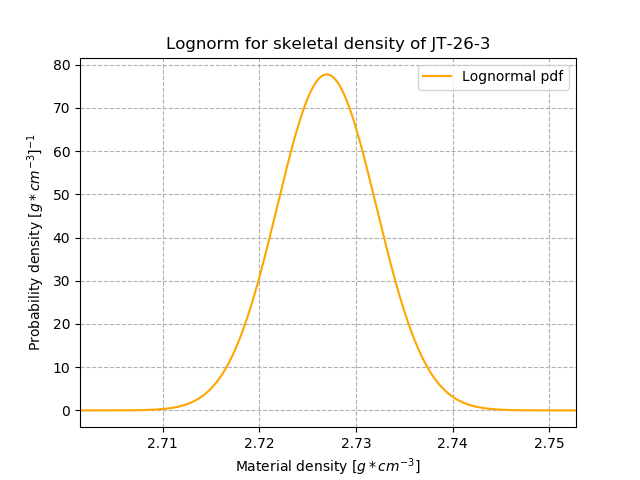 Lognorm for skeletal density of JT-26-3
Lognormal pdf
Probability density [g * cm⁻³]⁻¹
80
70
60
50
40
30
20
10
0
2.71 2.72 2.73 2.74 2.75
Material density [g * cm⁻³]